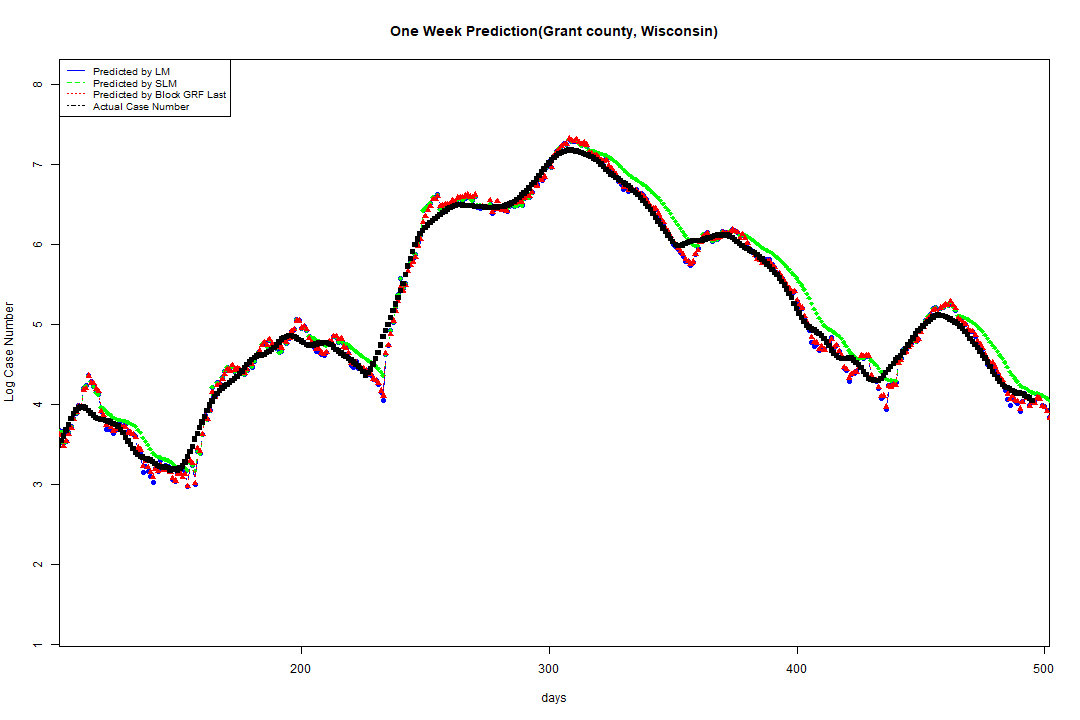 One Week Prediction(Grant county, Wisconsin)
Predicted by LM
Predicted by SLM
Predicted by Block GRF Last
Actual Case Number
8
7
6
5
4
3
2
1
Log Case Number
200
300
400
500
days